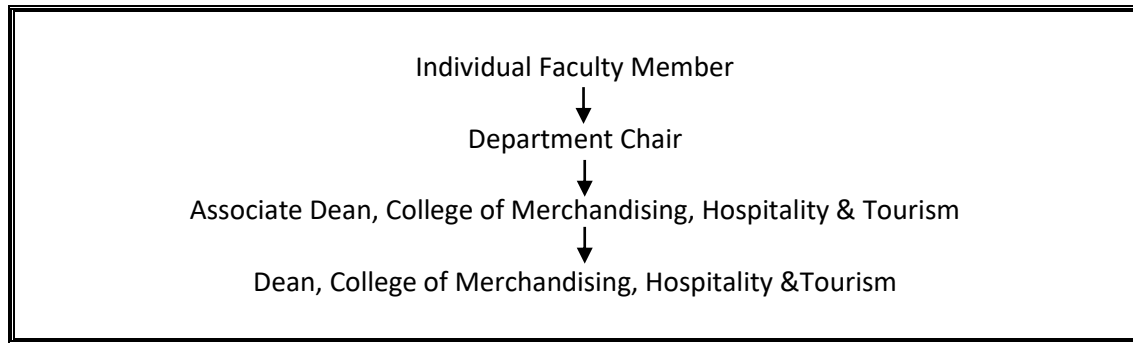 Individual Faculty Member
Department Chair
Associate Dean, College of Merchandising, Hospitality & Tourism
Dean, College of Merchandising, Hospitality &Tourism